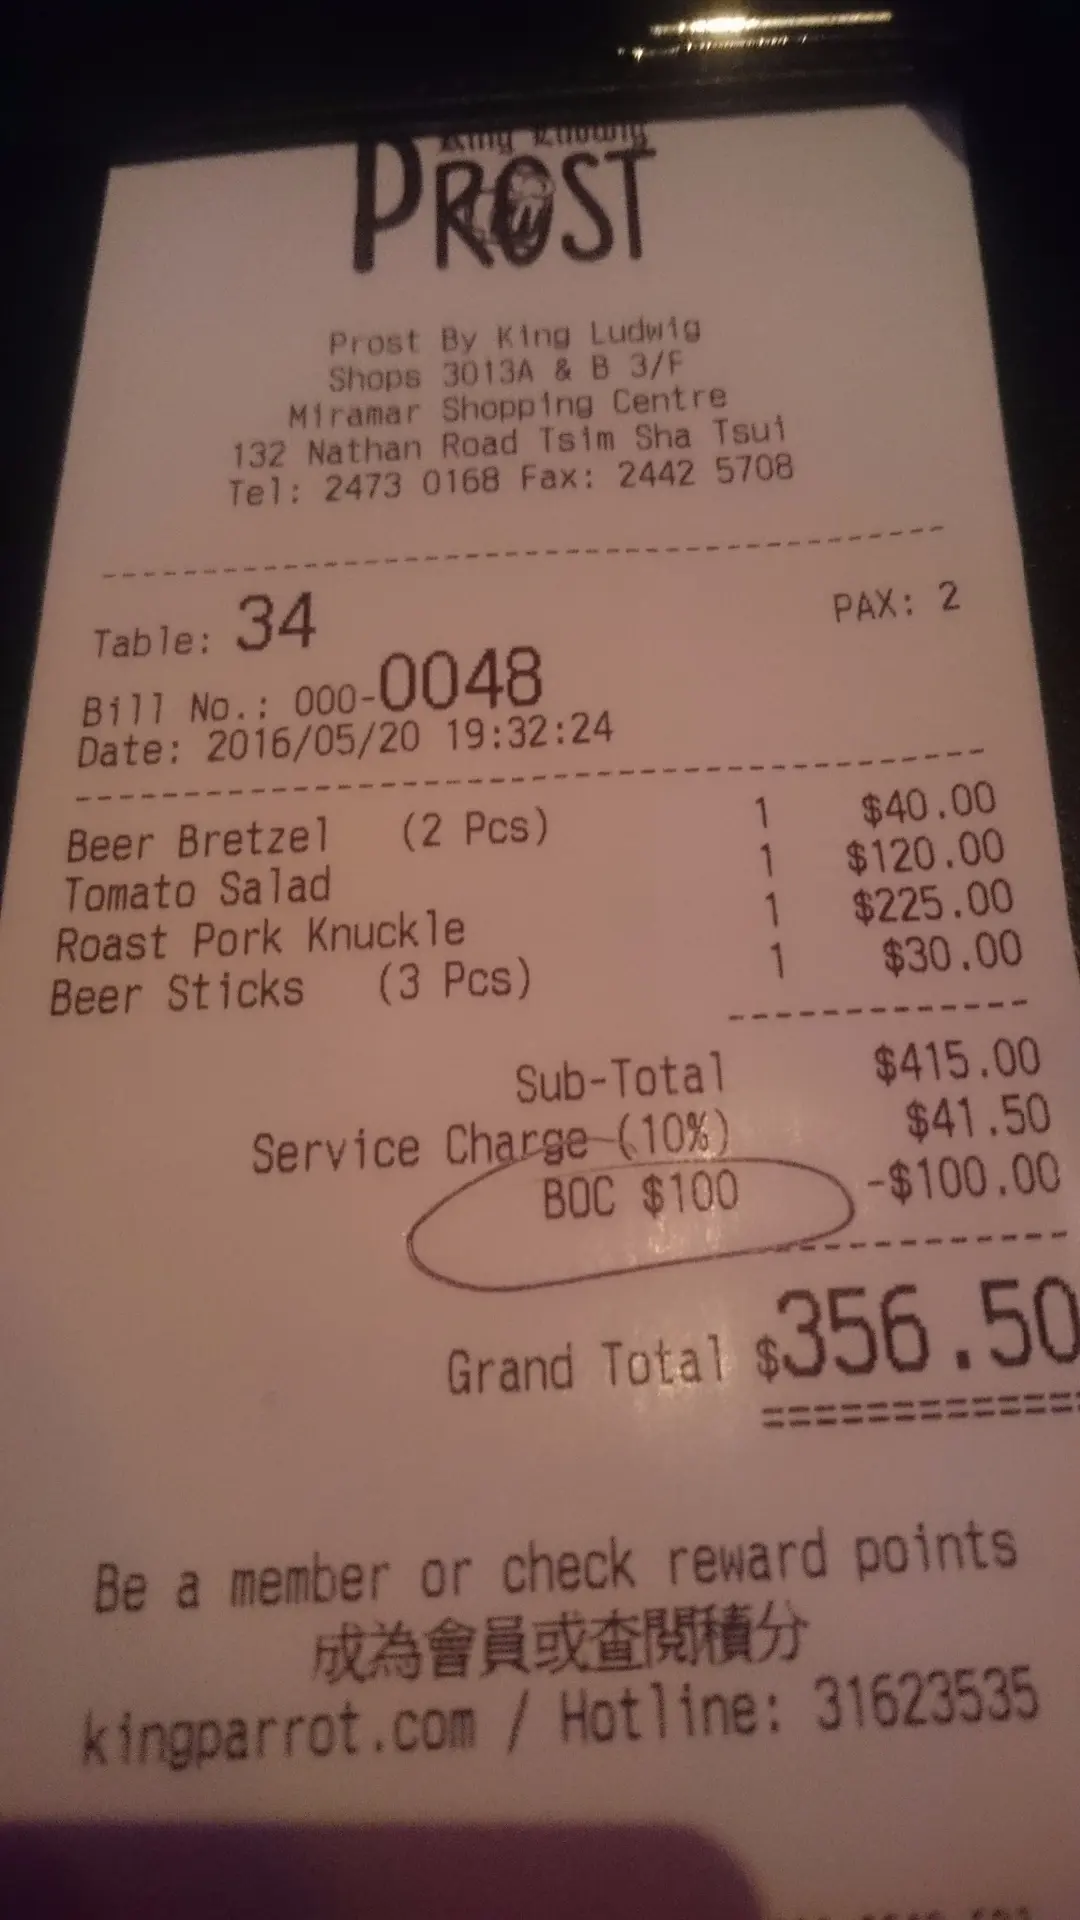 King Ludwig
PROST
Prost By King Ludwig
Shops 3013A & B 3/F
Miramar Shopping Centre
132 Nathan Road Tsim Sha Tsui
Tel: 2473 0168 Fax: 2442 5708
Table: 34 PAX: 2
Bill No.: 000-0048
Date: 2016/05/20 19:32:24
Beer Bretzel (2 Pcs) 1 $40.00
Tomato Salad 1 $120.00
Roast Pork Knuckle 1 $225.00
Beer Sticks (3 Pcs) 1 $30.00
Sub-Total $415.00
Service Charge (10%) $41.50
BOC $100 -$100.00
Grand Total $356.50
Be a member or check reward points
成為會員或查閱積分
kingparrot.com / Hotline: 31623535